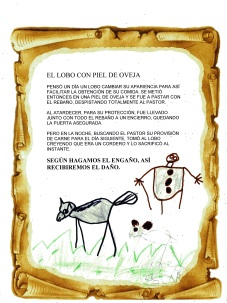 EL LOBO CON PIEL DE OVEJA
PENSÓ UN DÍA UN LOBO CAMBIAR SU APARIENCIA PARA ASÍ
FACILITAR LA OBTENCIÓN DE SU COMIDA. SE METIÓ
ENTONCES EN UNA PIEL DE OVEJA Y SE FUE A PASTAR CON
EL REBAÑO, DESPISTANDO TOTALMENTE AL PASTOR.
AL ATARDECER, PARA SU PROTECCIÓN, FUE LLEVADO
JUNTO CON TODO EL REBAÑO A UN ENCIERRO, QUEDANDO
LA PUERTA ASEGURADA.
PERO EN LA NOCHE, BUSCANDO EL PASTOR SU PROVISIÓN
DE CARNE PARA EL DÍA SIGUIENTE, TOMÓ AL LOBO
CREYENDO QUE ERA UN CORDERO Y LO SACRIFICÓ AL
INSTANTE.
SEGÚN HAGAMOS EL ENGAÑO, ASÍ
RECIBIREMOS EL DAÑO.